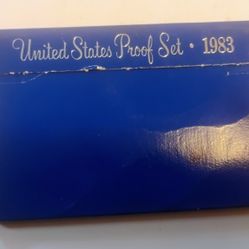 United States Proof Set • 1983